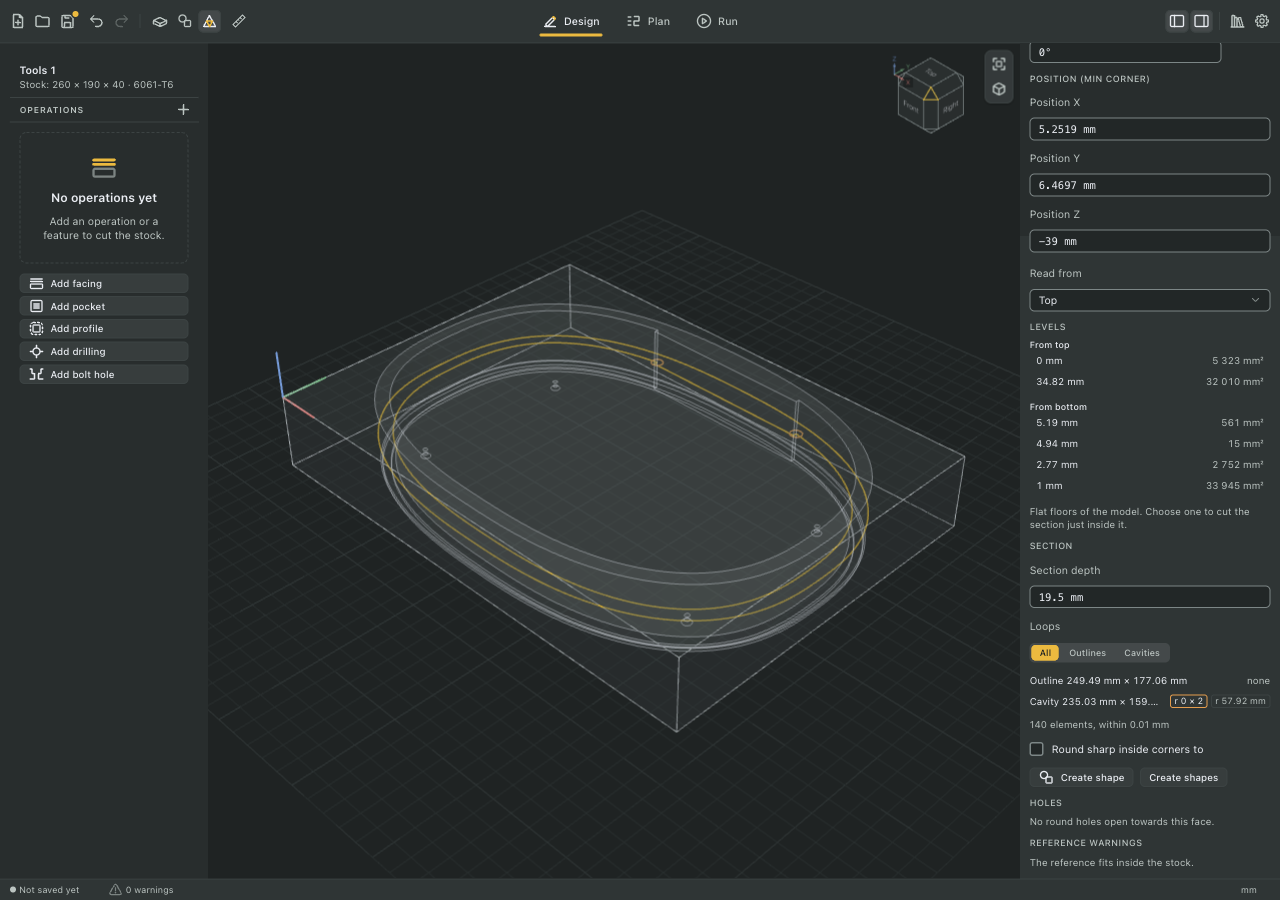 Design
Plan
Run
Tools 1
Stock: 260 × 190 × 40 · 6061-T6
OPERATIONS
No operations yet
Add an operation or a
feature to cut the stock.
Add facing
Add pocket
Add profile
Add drilling
Add bolt hole
Top
Front
Right
0°
POSITION (MIN CORNER)
Position X
5.2519 mm
Position Y
6.4697 mm
Position Z
−39 mm
Read from
Top
LEVELS
From top
0 mm 5 323 mm²
34.82 mm 32 010 mm²
From bottom
5.19 mm 561 mm²
4.94 mm 15 mm²
2.77 mm 2 752 mm²
1 mm 33 945 mm²
Flat floors of the model. Choose one to cut the
section just inside it.
SECTION
Section depth
19.5 mm
Loops
All Outlines Cavities
Outline 249.49 mm × 177.06 mm none
Cavity 235.03 mm × 159.… r 0 × 2 r 57.92 mm
140 elements, within 0.01 mm
Round sharp inside corners to
Create shape Create shapes
HOLES
No round holes open towards this face.
REFERENCE WARNINGS
The reference fits inside the stock.
Not saved yet 0 warnings mm